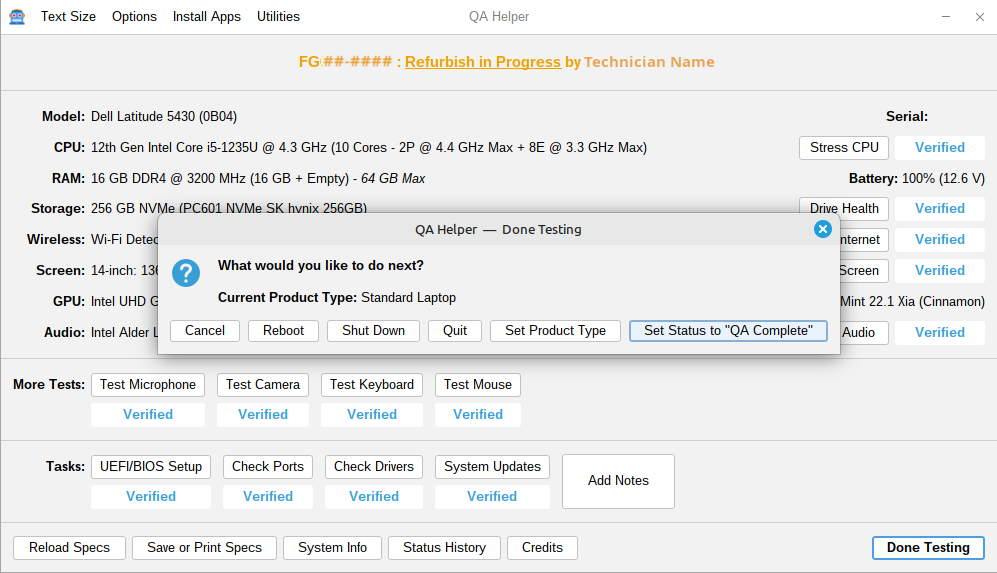 Text Size Options Install Apps Utilities QA Helper
FG ##-#### : Refurbish in Progress by Technician Name
Model: Dell Latitude 5430 (0B04) Serial:
CPU: 12th Gen Intel Core i5-1235U @ 4.3 GHz (10 Cores - 2P @ 4.4 GHz Max + 8E @ 3.3 GHz Max) Stress CPU Verified
RAM: 16 GB DDR4 @ 3200 MHz (16 GB + Empty) - 64 GB Max Battery: 100% (12.6 V)
Storage: 256 GB NVMe (PC601 NVMe SK hynix 256GB) Drive Health Verified
Wireless: Wi-Fi Detec nternet Verified
Screen: 14-inch: 136 Screen Verified
GPU: Intel UHD G Mint 22.1 Xia (Cinnamon)
Audio: Intel Alder L Audio Verified
QA Helper — Done Testing
What would you like to do next?
Current Product Type: Standard Laptop
Cancel Reboot Shut Down Quit Set Product Type Set Status to "QA Complete"
More Tests: Test Microphone Test Camera Test Keyboard Test Mouse
Verified Verified Verified Verified
Tasks: UEFI/BIOS Setup Check Ports Check Drivers System Updates Add Notes
Verified Verified Verified Verified
Reload Specs Save or Print Specs System Info Status History Credits Done Testing